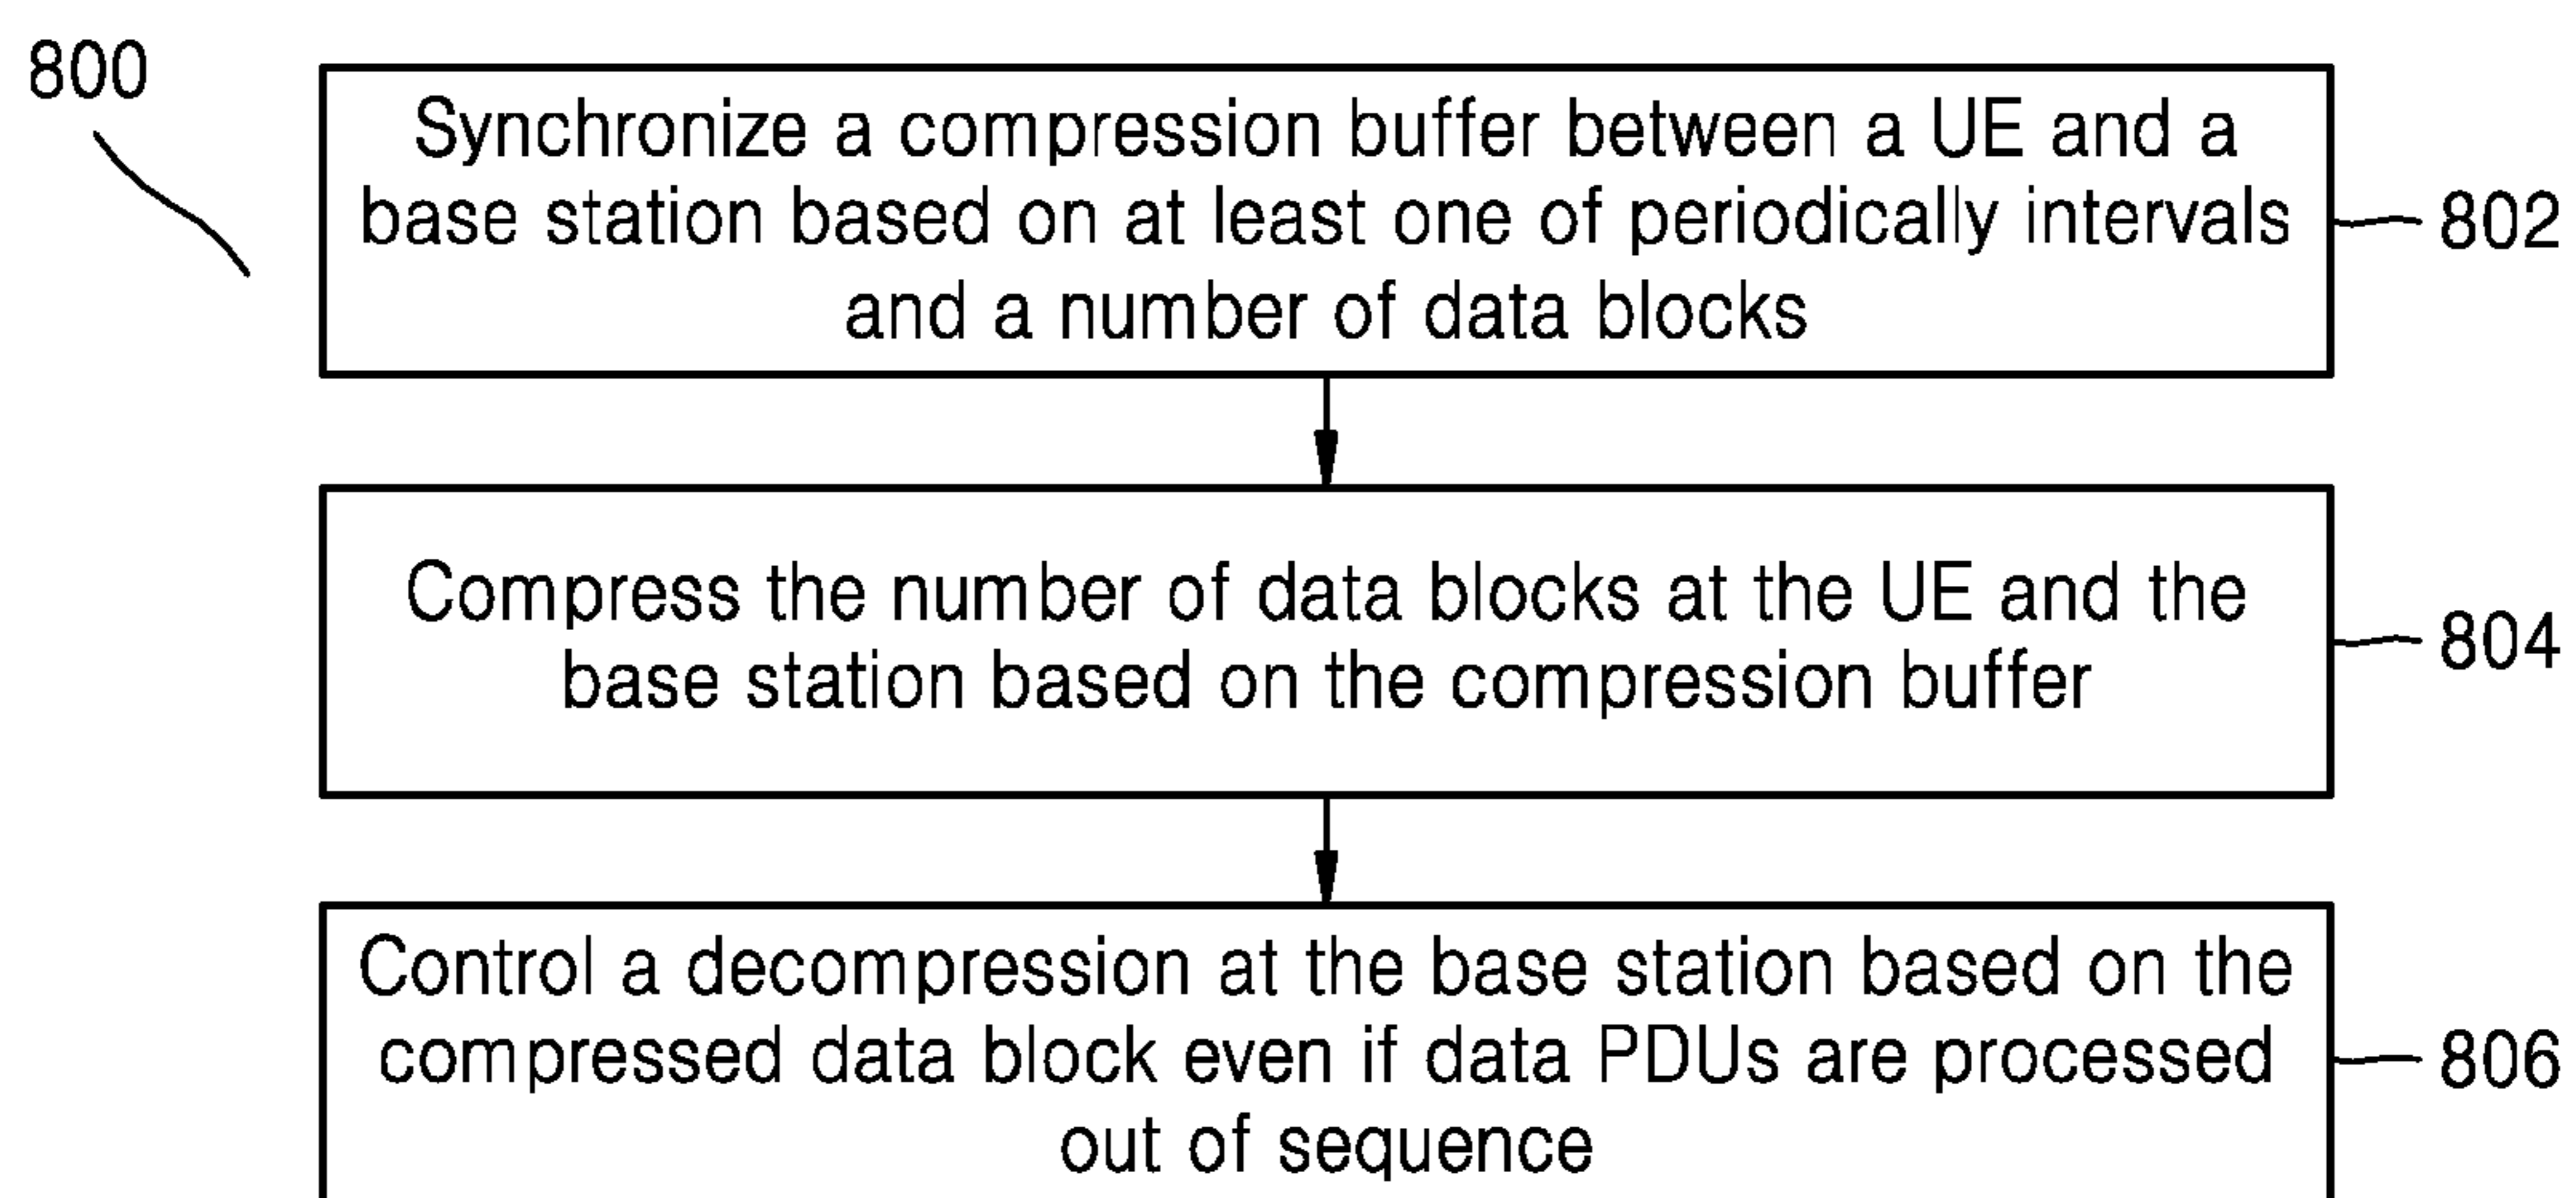 800
Synchronize a compression buffer between a UE and a
base station based on at least one of periodically intervals
and a number of data blocks
802
Compress the number of data blocks at the UE and the
base station based on the compression buffer
804
Control a decompression at the base station based on the
compressed data block even if data PDUs are processed
out of sequence
806